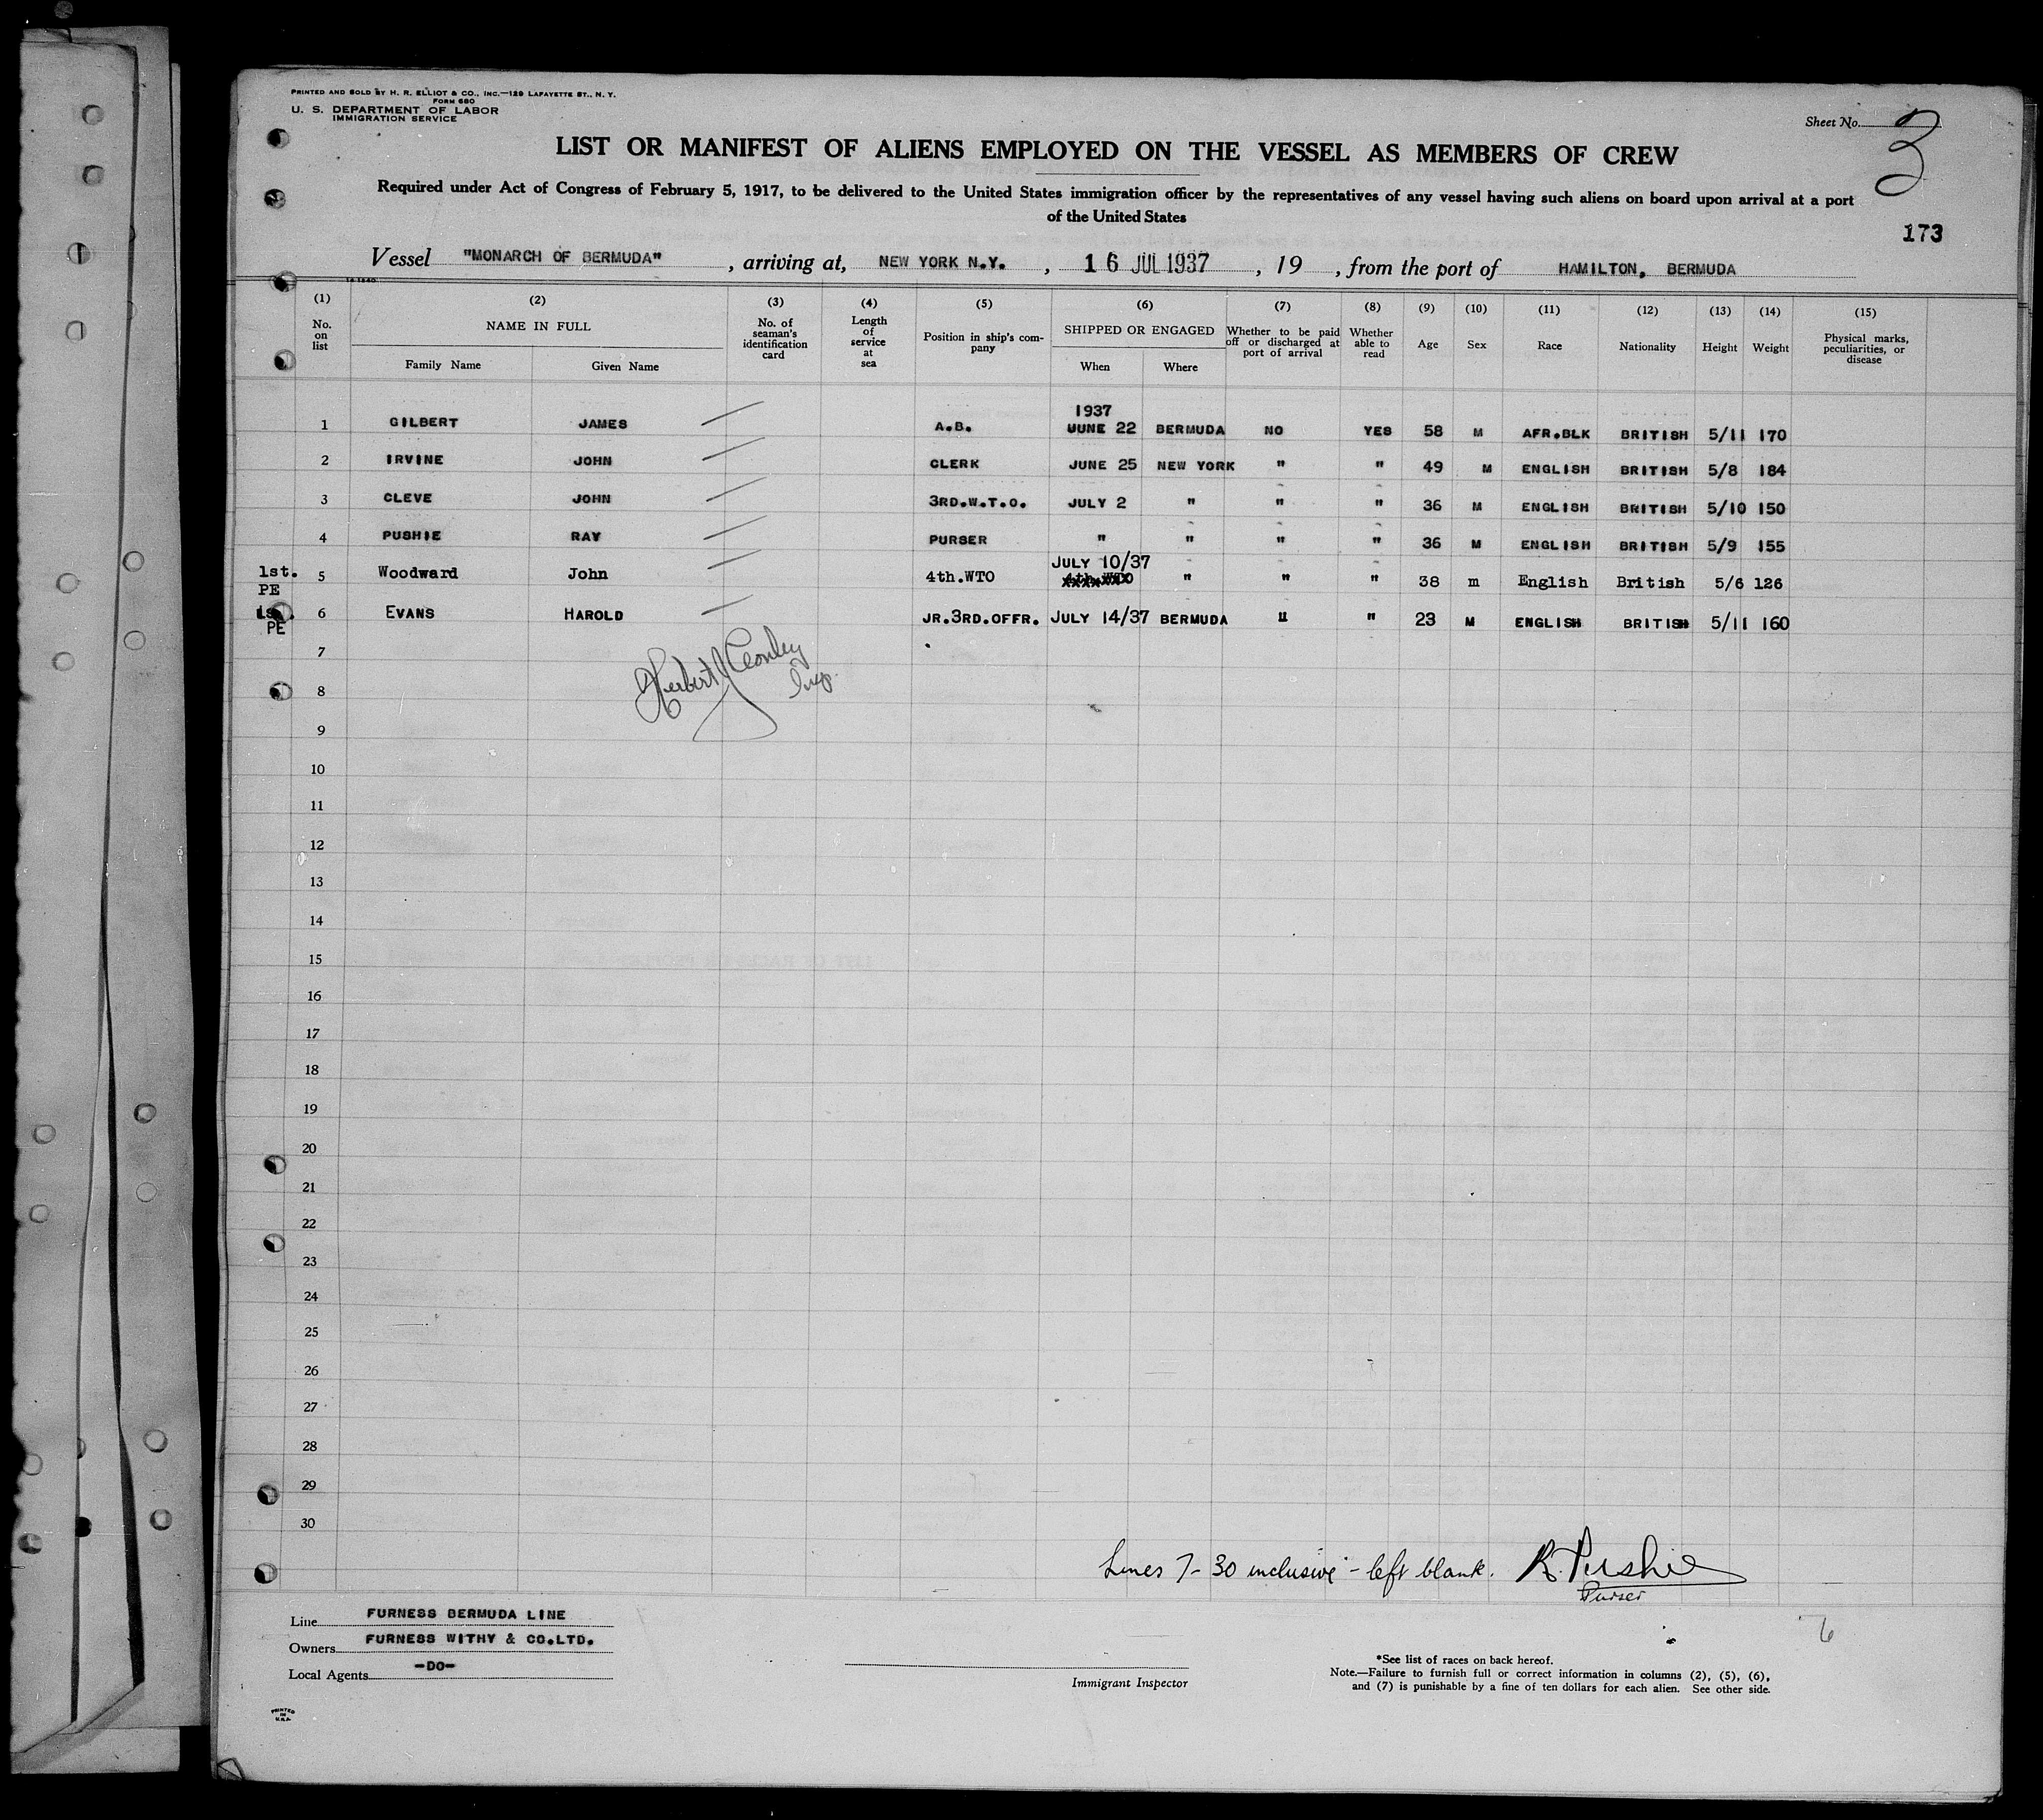 PRINTED AND SOLD BY H. R. ELLIOT & CO., INC.—129 LAFAYETTE ST., N. Y.
FORM 680
U. S. DEPARTMENT OF LABOR
IMMIGRATION SERVICE
Sheet No. 3
LIST OR MANIFEST OF ALIENS EMPLOYED ON THE VESSEL AS MEMBERS OF CREW
Required under Act of Congress of February 5, 1917, to be delivered to the United States immigration officer by the representatives of any vessel having such aliens on board upon arrival at a port
of the United States
173
Vessel "MONARCH OF BERMUDA" , arriving at, NEW YORK N.Y. , 16 JUL 1937 , 19 , from the port of HAMILTON, BERMUDA
(1) (2) (3) (4) (5) (6) (7) (8) (9) (10) (11) (12) (13) (14) (15)
No. on list NAME IN FULL Family Name Given Name No. of seaman's identification card Length of service at sea Position in ship's company SHIPPED OR ENGAGED When Where Whether to be paid off or discharged at port of arrival Whether able to read Age Sex Race Nationality Height Weight Physical marks, peculiarities, or disease
1937
1 GILBERT JAMES A.B. JUNE 22 BERMUDA NO YES 58 M AFR.BLK BRITISH 5/11 170
2 IRVINE JOHN CLERK JUNE 25 NEW YORK " " 49 M ENGLISH BRITISH 5/8 184
3 CLEVE JOHN 3RD.W.T.O. JULY 2 " " " 36 M ENGLISH BRITISH 5/10 150
4 PUSHIE RAY PURSER " " " " 36 M ENGLISH BRITISH 5/9 155
JULY 10/37
1st. PE 5 Woodward John 4th.WTO " " " 38 m English British 5/6 126
1st. PE 6 EVANS HAROLD JR.3RD.OFFR. JULY 14/37 BERMUDA " " 23 M ENGLISH BRITISH 5/11 160
7
Herbert J Insp.
8
9
10
11
12
13
14
15
16
17
18
19
20
21
22
23
24
25
26
27
28
29
30
Lines 7-30 inclusive - left blank. R. Pushie
Purser
Line FURNESS BERMUDA LINE
Owners FURNESS WITHY & CO.LTD.
Local Agents -DO-
Immigrant Inspector
6
*See list of races on back hereof.
Note.—Failure to furnish full or correct information in columns (2), (5), (6),
and (7) is punishable by a fine of ten dollars for each alien. See other side.
PRINTED
IN
U.S.A.